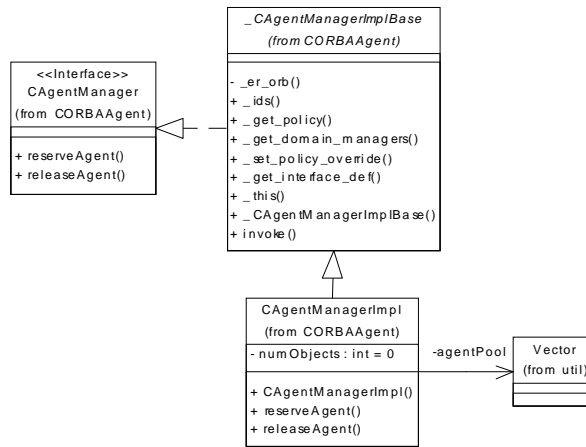 _CAgentManagerImplBase
(from CORBAAgent)
- _er_orb
+ _ids()
+ _get_policy()
+ _get_domain_managers()
+ _set_policy_override()
+ _get_interface_def()
+ _this()
+ _CAgentManagerImplBase()
+ invoke()
<<Interface>>
CAgentManager
(from CORBAAgent)
+ reserveAgent()
+ releaseAgent()
CAgentManagerImpl
(from CORBAAgent)
- numObjects : int = 0
+ CAgentManagerImpl()
+ reserveAgent()
+ releaseAgent()
-agentPool
Vector
(from util)